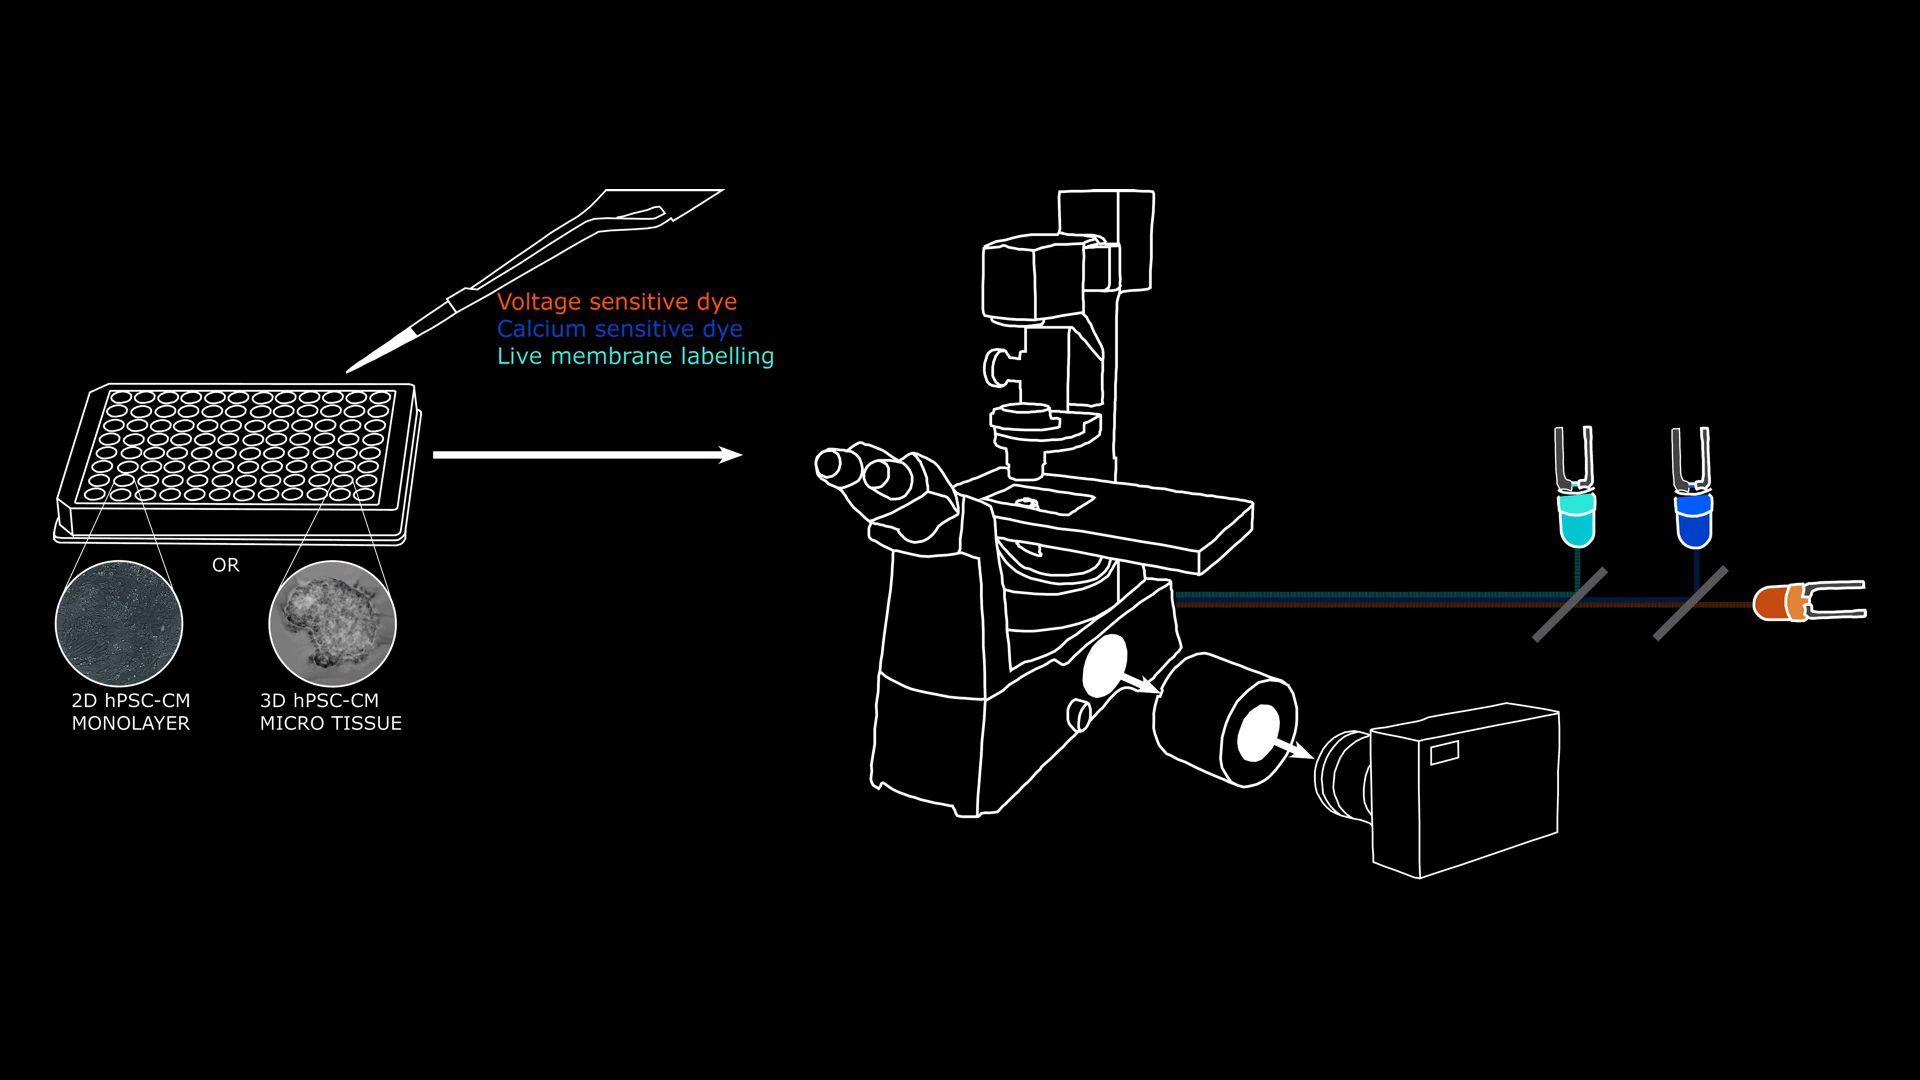 Voltage sensitive dye
Calcium sensitive dye
Live membrane labelling
OR
2D hPSC-CM
MONOLAYER
3D hPSC-CM
MICRO TISSUE